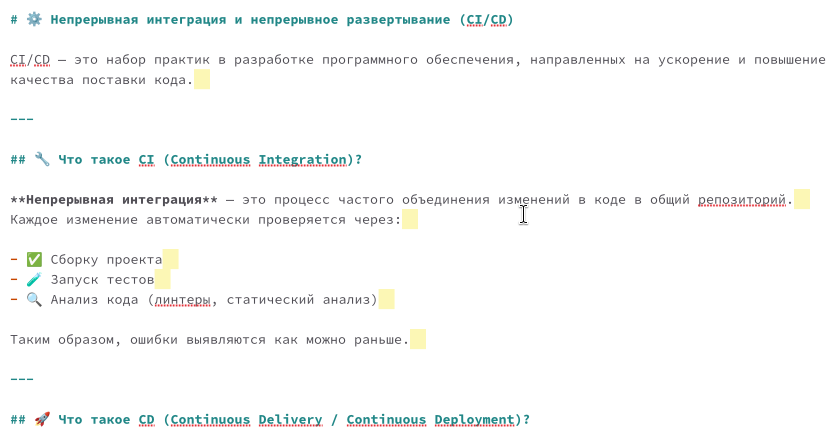 # ⚙️ Непрерывная интеграция и непрерывное развертывание (CI/CD)
CI/CD — это набор практик в разработке программного обеспечения, направленных на ускорение и повышение
качества поставки кода.
---
## 🔧 Что такое CI (Continuous Integration)?
**Непрерывная интеграция** — это процесс частого объединения изменений в коде в общий репозиторий.
Каждое изменение автоматически проверяется через:
- ✅ Сборку проекта
- 🧪 Запуск тестов
- 🔍 Анализ кода (линтеры, статический анализ)
Таким образом, ошибки выявляются как можно раньше.
---
## 🚀 Что такое CD (Continuous Delivery / Continuous Deployment)?